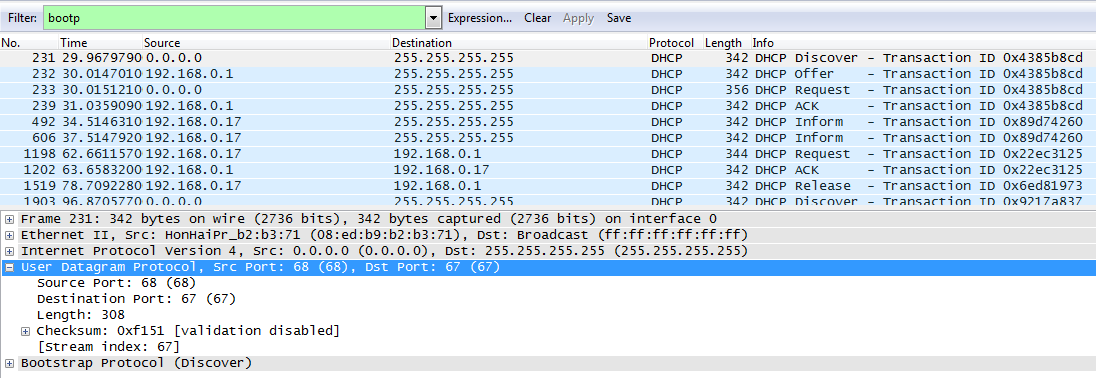 Filter: bootp Expression... Clear Apply Save
No. Time Source Destination Protocol Length Info
231 29.9679790 0.0.0.0 255.255.255.255 DHCP 342 DHCP Discover - Transaction ID 0x4385b8cd
232 30.0147010 192.168.0.1 255.255.255.255 DHCP 342 DHCP Offer - Transaction ID 0x4385b8cd
233 30.0151210 0.0.0.0 255.255.255.255 DHCP 356 DHCP Request - Transaction ID 0x4385b8cd
239 31.0359090 192.168.0.1 255.255.255.255 DHCP 342 DHCP ACK - Transaction ID 0x4385b8cd
492 34.5146310 192.168.0.17 255.255.255.255 DHCP 342 DHCP Inform - Transaction ID 0x89d74260
606 37.5147920 192.168.0.17 255.255.255.255 DHCP 342 DHCP Inform - Transaction ID 0x89d74260
1198 62.6611570 192.168.0.17 192.168.0.1 DHCP 344 DHCP Request - Transaction ID 0x22ec3125
1202 63.6583200 192.168.0.1 192.168.0.17 DHCP 342 DHCP ACK - Transaction ID 0x22ec3125
1519 78.7092280 192.168.0.17 192.168.0.1 DHCP 342 DHCP Release - Transaction ID 0x6ed81973
1903 96.8705770 0.0.0.0 255.255.255.255 DHCP 342 DHCP Discover - Transaction ID 0x9217a837
Frame 231: 342 bytes on wire (2736 bits), 342 bytes captured (2736 bits) on interface 0
Ethernet II, Src: HonHaiPr_b2:b3:71 (08:ed:b9:b2:b3:71), Dst: Broadcast (ff:ff:ff:ff:ff:ff)
Internet Protocol Version 4, Src: 0.0.0.0 (0.0.0.0), Dst: 255.255.255.255 (255.255.255.255)
User Datagram Protocol, Src Port: 68 (68), Dst Port: 67 (67)
Source Port: 68 (68)
Destination Port: 67 (67)
Length: 308
Checksum: 0xf151 [validation disabled]
[Stream index: 67]
Bootstrap Protocol (Discover)